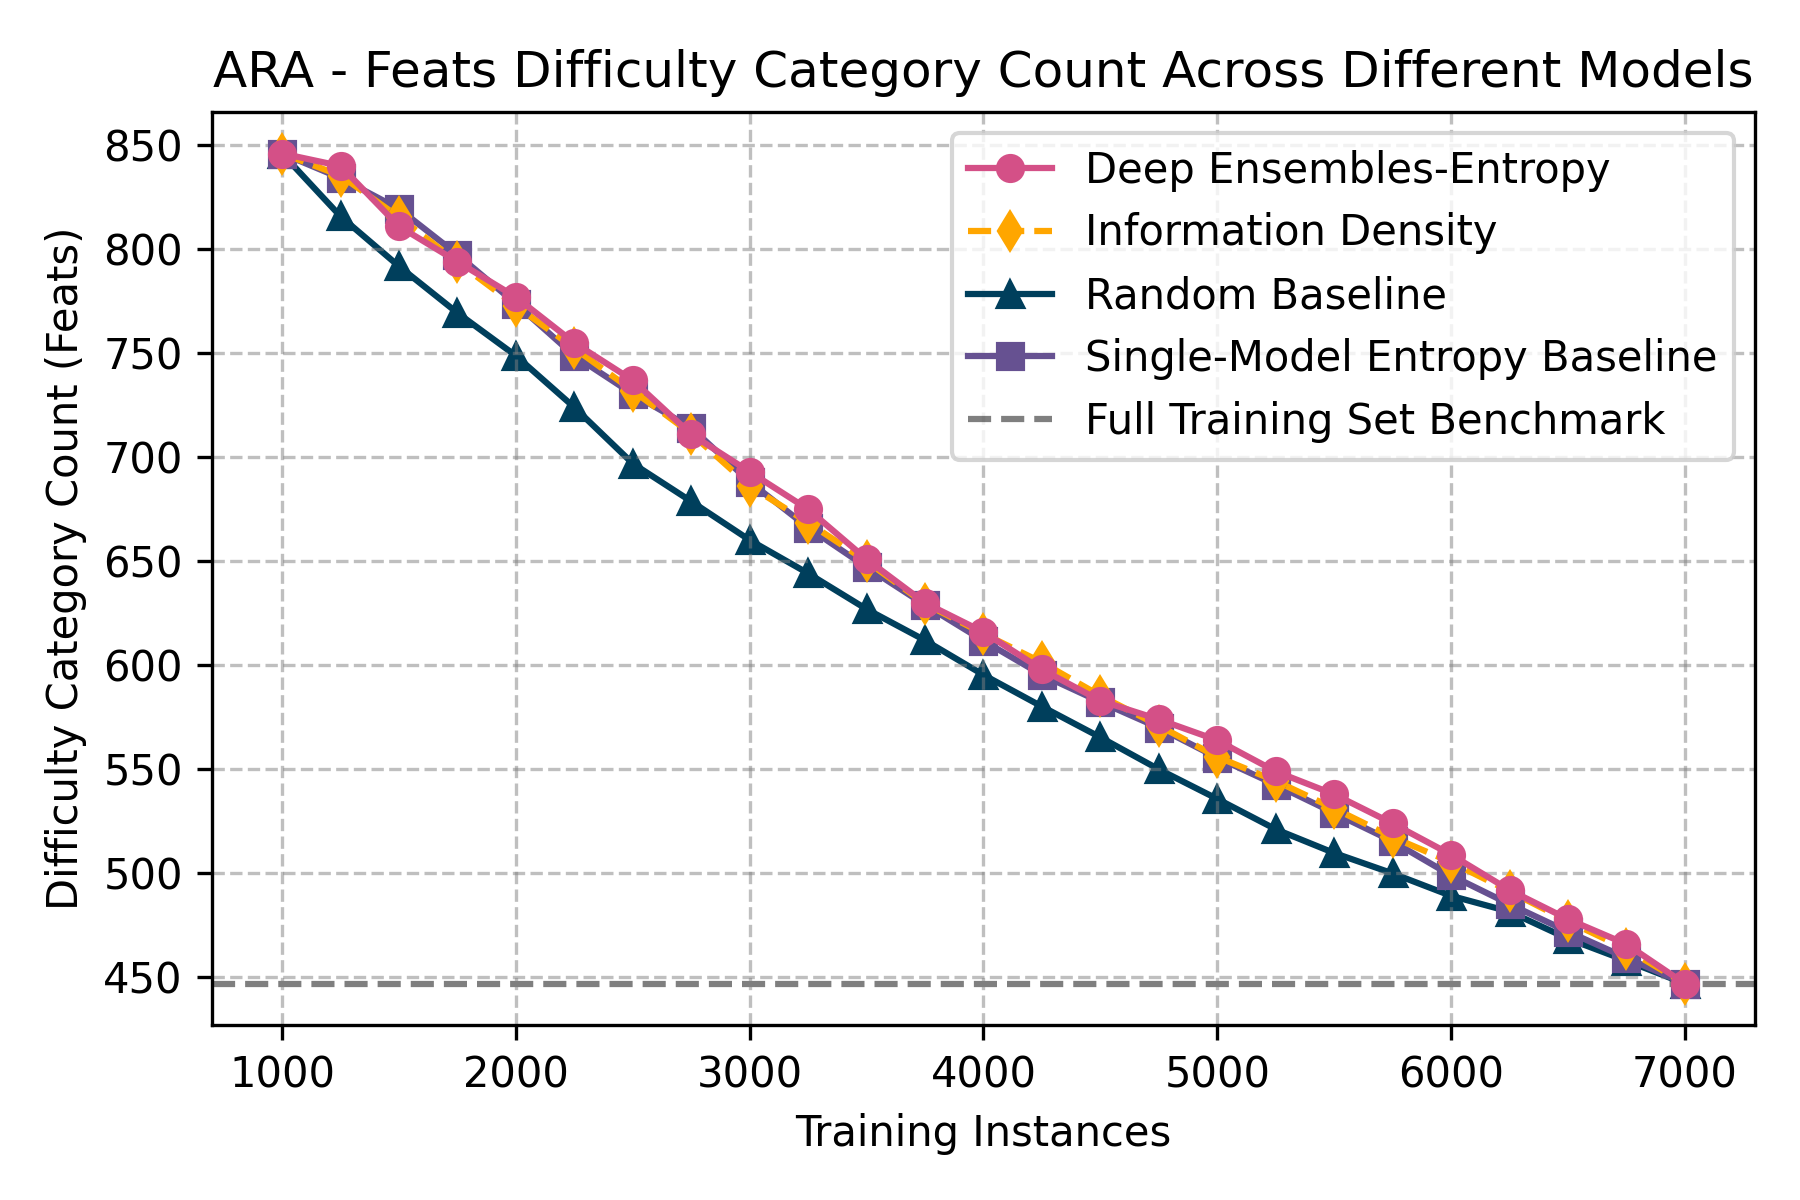 ARA - Feats Difficulty Category Count Across Different Models
Difficulty Category Count (Feats)
850
800
750
700
650
600
550
500
450
Deep Ensembles-Entropy
Information Density
Random Baseline
Single-Model Entropy Baseline
Full Training Set Benchmark
1000 2000 3000 4000 5000 6000 7000
Training Instances